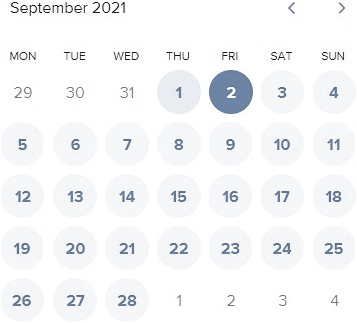 September 2021
MON TUE WED THU FRI SAT SUN
29 30 31 1 2 3 4
5 6 7 8 9 10 11
12 13 14 15 16 17 18
19 20 21 22 23 24 25
26 27 28 1 2 3 4